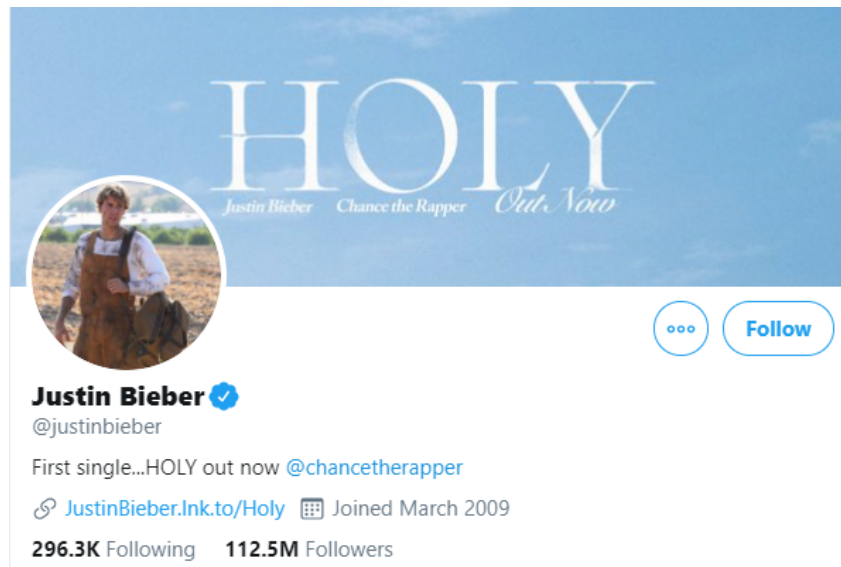 HOLY
Justin Bieber Chance the Rapper Out Now
Follow
Justin Bieber
@justinbieber
First single...HOLY out now @chancetherapper
JustinBieber.lnk.to/Holy Joined March 2009
296.3K Following 112.5M Followers